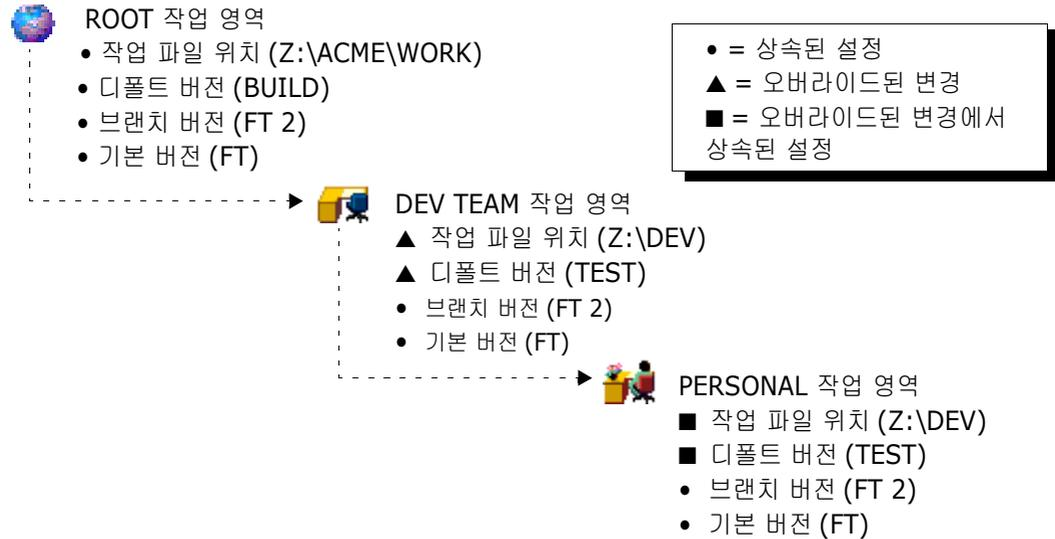 ROOT 작업 영역
• 작업 파일 위치 (Z:\ACME\WORK)
• 디폴트 버전 (BUILD)
• 브랜치 버전 (FT 2)
• 기본 버전 (FT)
• = 상속된 설정
▲ = 오버라이드된 변경
■ = 오버라이드된 변경에서
상속된 설정
DEV TEAM 작업 영역
▲ 작업 파일 위치 (Z:\DEV)
▲ 디폴트 버전 (TEST)
• 브랜치 버전 (FT 2)
• 기본 버전 (FT)
PERSONAL 작업 영역
■ 작업 파일 위치 (Z:\DEV)
■ 디폴트 버전 (TEST)
• 브랜치 버전 (FT 2)
• 기본 버전 (FT)